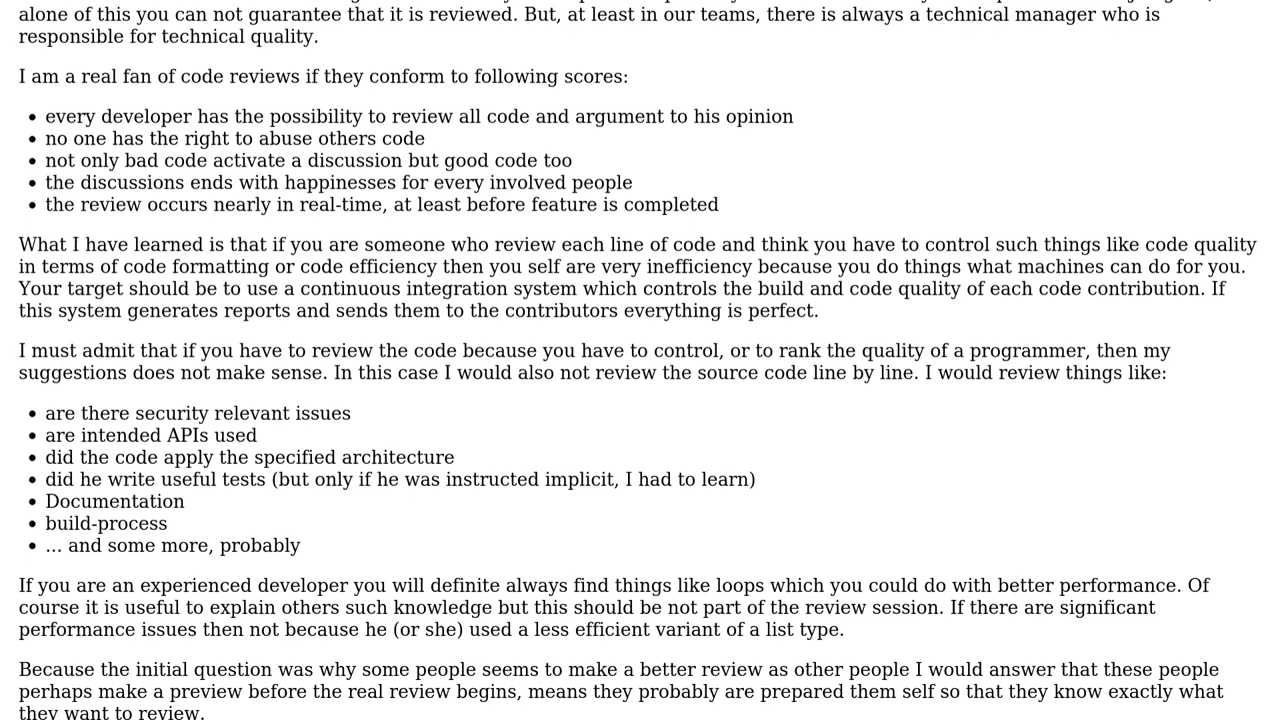 alone of this you can not guarantee that it is reviewed. But, at least in our teams, there is always a technical manager who is
responsible for technical quality.
I am a real fan of code reviews if they conform to following scores:
• every developer has the possibility to review all code and argument to his opinion
• no one has the right to abuse others code
• not only bad code activate a discussion but good code too
• the discussions ends with happinesses for every involved people
• the review occurs nearly in real-time, at least before feature is completed
What I have learned is that if you are someone who review each line of code and think you have to control such things like code quality
in terms of code formatting or code efficiency then you self are very inefficiency because you do things what machines can do for you.
Your target should be to use a continuous integration system which controls the build and code quality of each code contribution. If
this system generates reports and sends them to the contributors everything is perfect.
I must admit that if you have to review the code because you have to control, or to rank the quality of a programmer, then my
suggestions does not make sense. In this case I would also not review the source code line by line. I would review things like:
• are there security relevant issues
• are intended APIs used
• did the code apply the specified architecture
• did he write useful tests (but only if he was instructed implicit, I had to learn)
• Documentation
• build-process
• ... and some more, probably
If you are an experienced developer you will definite always find things like loops which you could do with better performance. Of
course it is useful to explain others such knowledge but this should be not part of the review session. If there are significant
performance issues then not because he (or she) used a less efficient variant of a list type.
Because the initial question was why some people seems to make a better review as other people I would answer that these people
perhaps make a preview before the real review begins, means they probably are prepared them self so that they know exactly what
they want to review.